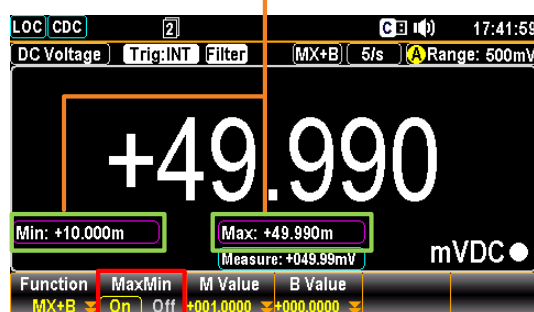 LOC CDC 2 C 17:41:59
DC Voltage Trig:INT Filter MX+B 5/s A Range: 500mV
+49.990
Min: +10.000m Max: +49.990m
Measure: +049.99mV mVDC
Function MaxMin M Value B Value
MX+B On Off +001.0000 +000.0000